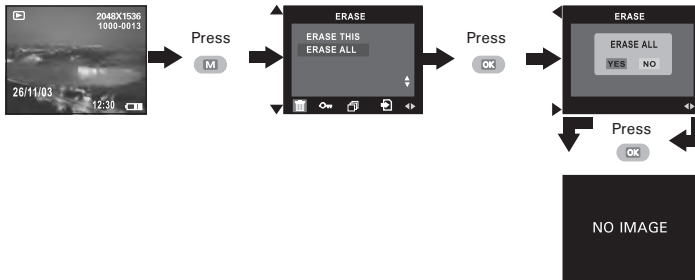 2048X1536
1000-0013
26/11/03
12:30
Press
M
ERASE
ERASE THIS
ERASE ALL
Press
OK
ERASE
ERASE ALL
YES NO
Press
OK
NO IMAGE